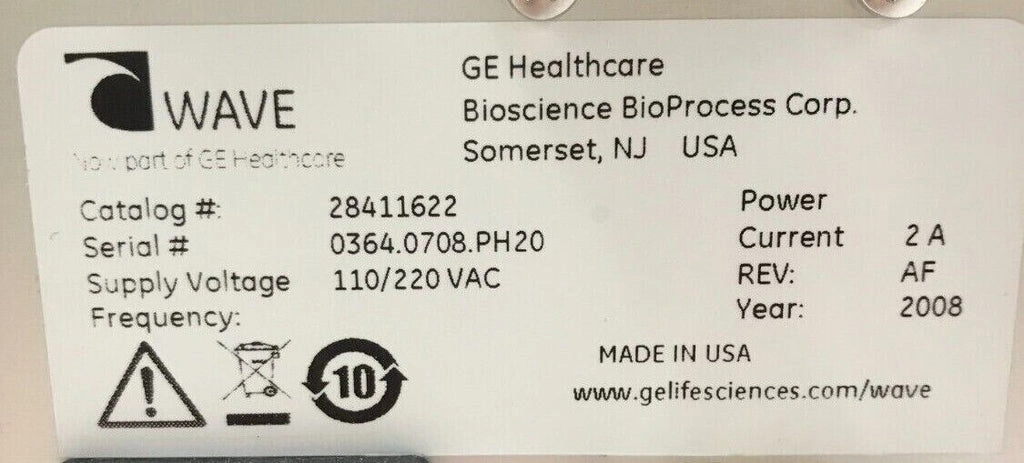 WAVE
Now part of GE Healthcare
GE Healthcare
Bioscience BioProcess Corp.
Somerset, NJ USA
Catalog #: 28411622
Serial # 0364.0708.PH20
Supply Voltage 110/220 VAC
Frequency:
Power
Current 2 A
REV: AF
Year: 2008
10
MADE IN USA
www.gelifesciences.com/wave